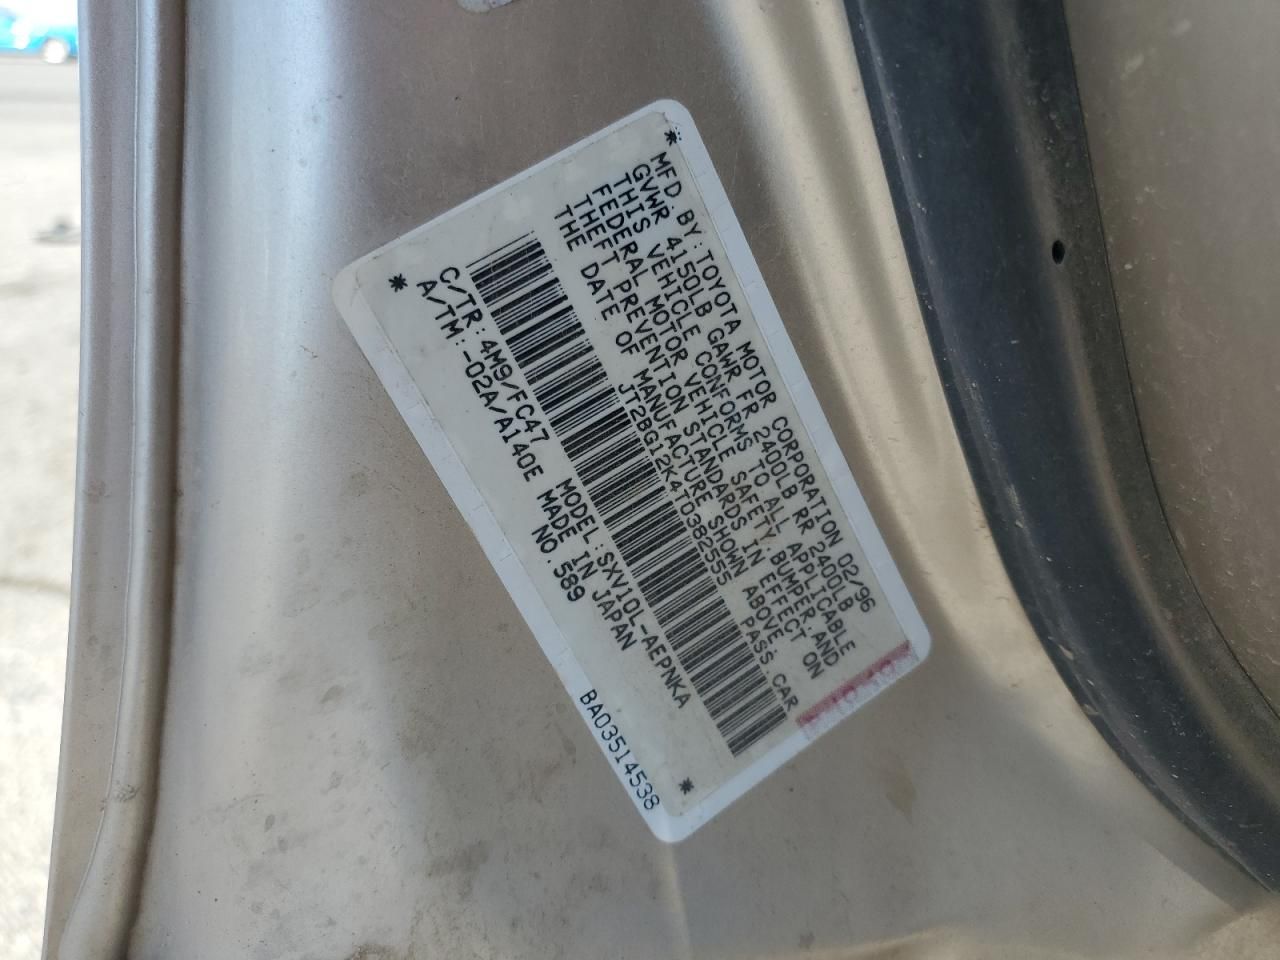 MFD. BY: TOYOTA MOTOR CORPORATION 02/96
GVWR 4150LB GAWR FR 2400LB RR 2400LB
THIS VEHICLE CONFORMS TO ALL APPLICABLE
FEDERAL MOTOR VEHICLE SAFETY, BUMPER, AND
THEFT PREVENTION STANDARDS IN EFFECT ON
THE DATE OF MANUFACTURE SHOWN ABOVE.
JT2BG12K4T0382555 PASS. CAR
C/TR: 4M9/FC47 MODEL: SXV10L-AEPNKA
A/TM: -02A/A140E MADE IN JAPAN
NO. 589
BA03514538